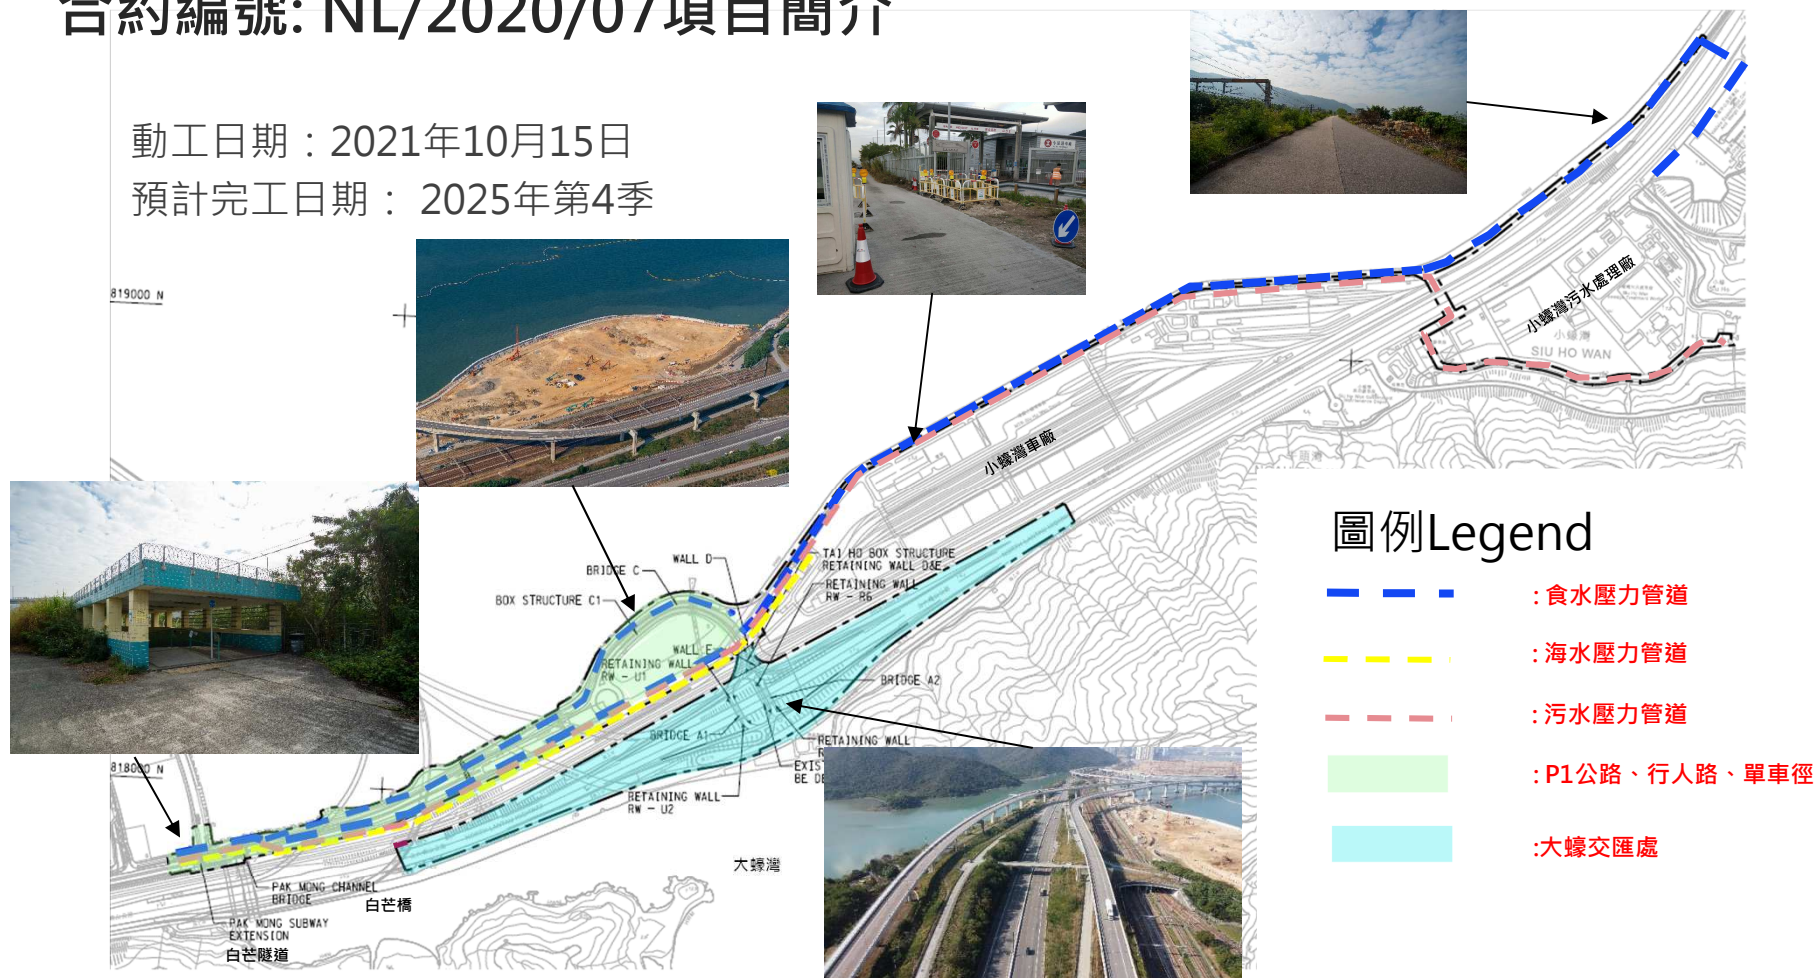 合約編號: NL/2020/07項目簡介
動工日期：2021年10月15日
預計完工日期： 2025年第4季
819000 N
小蠔灣污水處理廠
小蠔灣
SIU HO WAN
小蠔灣車廠
圖例Legend
WALL D
TAI HO BOX STRUCTURE
RETAINING WALL D&E
BRIDGE C
RETAINING WALL
RW - R6
BOX STRUCTURE C1
: 食水壓力管道
WALL E
: 海水壓力管道
RETAINING WALL
RW - U1
BRIDGE A2
: 污水壓力管道
BRIDGE A1
RETAINING WALL
818000 N
: P1公路、行人路、單車徑
RETAINING WALL
RW - U2
:大蠔交匯處
大蠔灣
PAK MONG CHANNEL
BRIDGE
白芒橋
PAK MONG SUBWAY
EXTENSION
白芒隧道